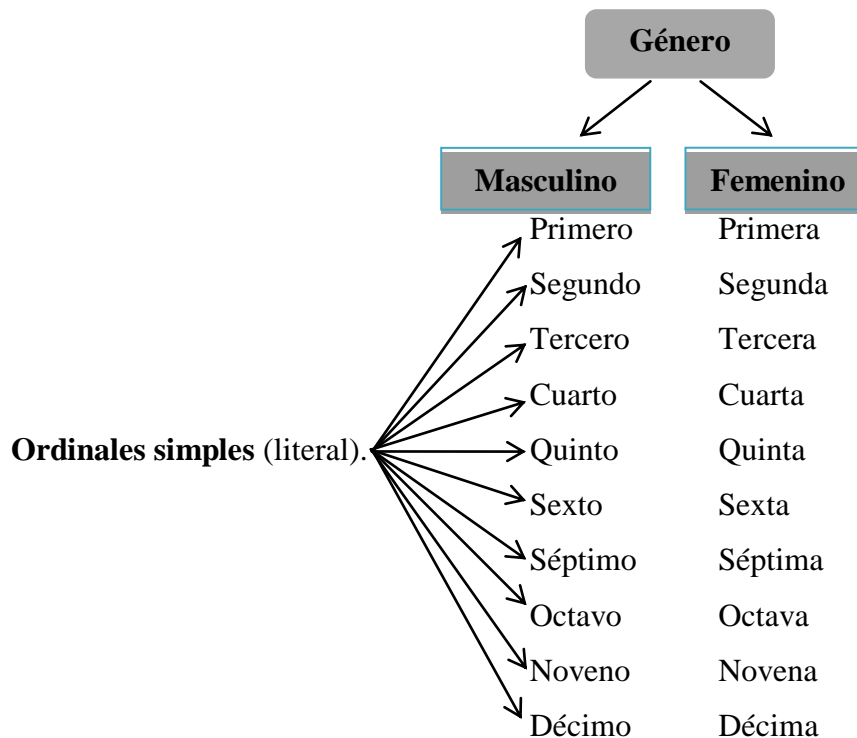 Género
Masculino Femenino
Primero Primera
Segundo Segunda
Tercero Tercera
Cuarto Cuarta
Ordinales simples (literal). Quinto Quinta
Sexto Sexta
Séptimo Séptima
Octavo Octava
Noveno Novena
Décimo Décima